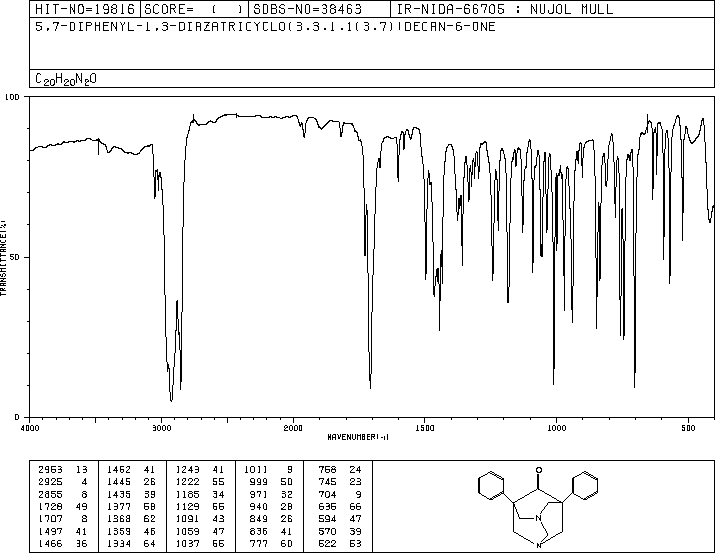 HIT-NO=19816 SCORE= ( ) SDBS-NO=38463 IR-NIDA-66705 : NUJOL MULL
5,7-DIPHENYL-1,3-DIAZATRICYCLO(3.3.1.1(3.7))DECAN-6-ONE
C20H20N2O
100
50
0
TRANSMITTANCE(%)
4000 3000 2000 1500 1000 500
WAVENUMBER(-1)
2953 13 1462 41 1243 41 1011 9 758 24
2925 4 1445 26 1222 55 999 50 745 23
2855 8 1435 39 1185 34 971 32 704 9
1728 49 1377 58 1129 55 940 28 635 66
1707 8 1368 62 1091 43 849 26 594 47
1497 41 1359 46 1059 47 836 41 570 39
1466 36 1334 64 1037 55 777 60 522 53
O
N
N